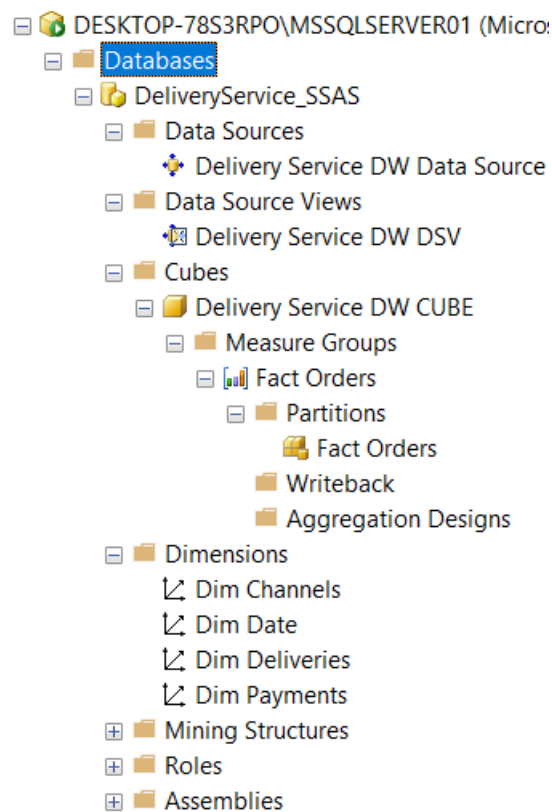 DESKTOP-78S3RPO\MSSQLSERVER01 (Micros
Databases
DeliveryService_SSAS
Data Sources
Delivery Service DW Data Source
Data Source Views
Delivery Service DW DSV
Cubes
Delivery Service DW CUBE
Measure Groups
Fact Orders
Partitions
Fact Orders
Writeback
Aggregation Designs
Dimensions
Dim Channels
Dim Date
Dim Deliveries
Dim Payments
Mining Structures
Roles
Assemblies